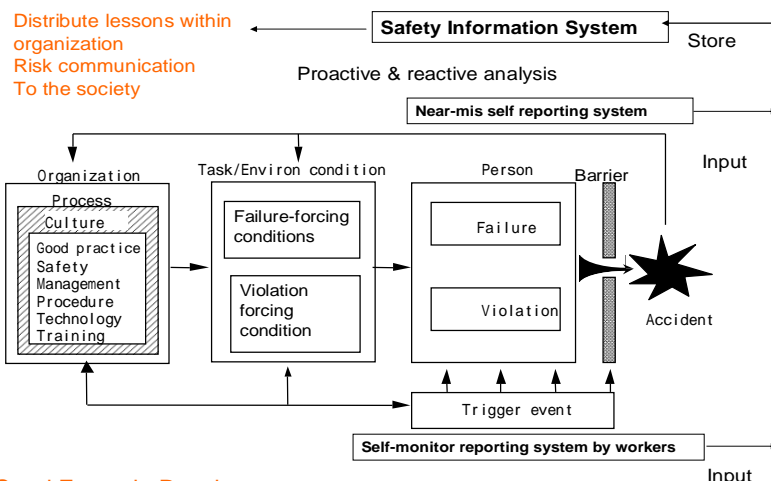 Distribute lessons within
organization
Risk communication
To the society
Safety Information System
Store
Proactive & reactive analysis
Near-mis self reporting system
Input
Organization
Task/Environ condition
Person
Barrier
Process
Culture
Good practice
Safety
Management
Procedure
Technology
Training
Failure-forcing
conditions
Violation
forcing
condition
Failure
Violation
Accident
Trigger event
Self-monitor reporting system by workers
Input